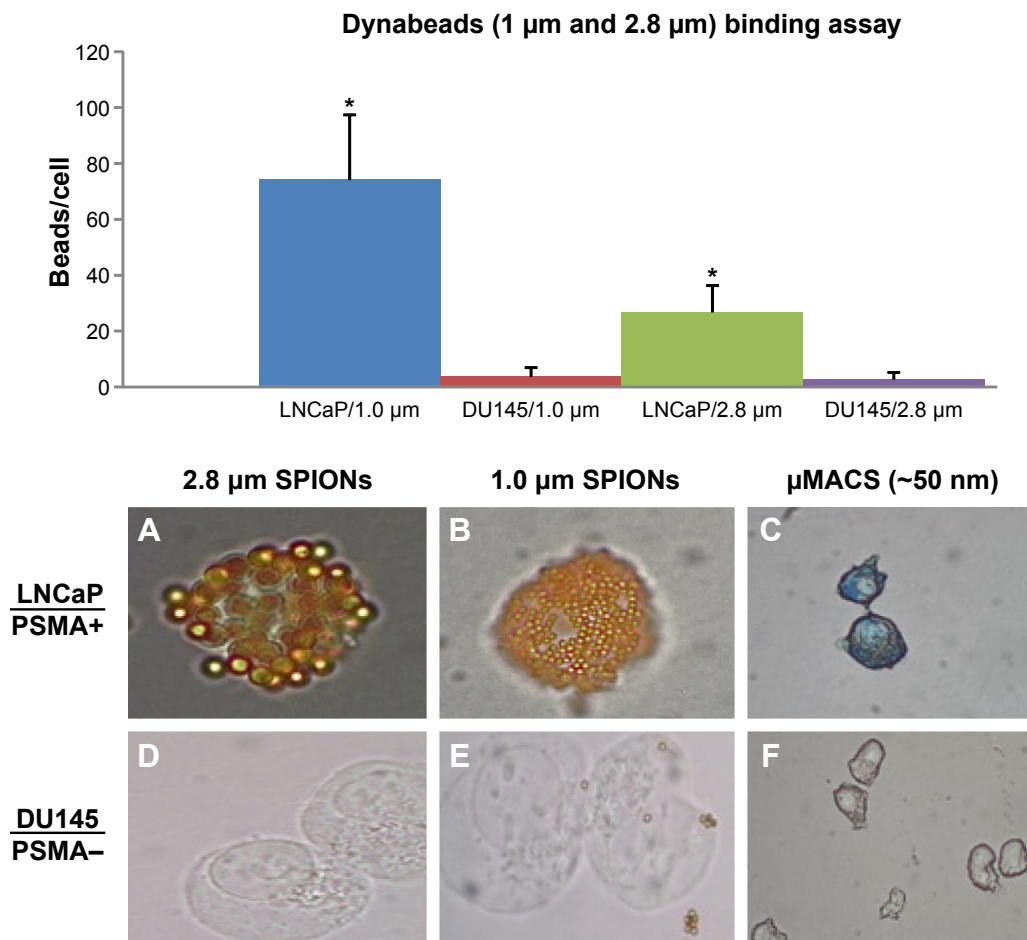 Dynabeads (1 µm and 2.8 µm) binding assay
120
100
80
60
40
20
0
Beads/cell
*
*
LNCaP/1.0 µm
DU145/1.0 µm
LNCaP/2.8 µm
DU145/2.8 µm
2.8 µm SPIONs
1.0 µm SPIONs
µMACS (~50 nm)
LNCaP
PSMA+
A
B
C
DU145
PSMA–
D
E
F